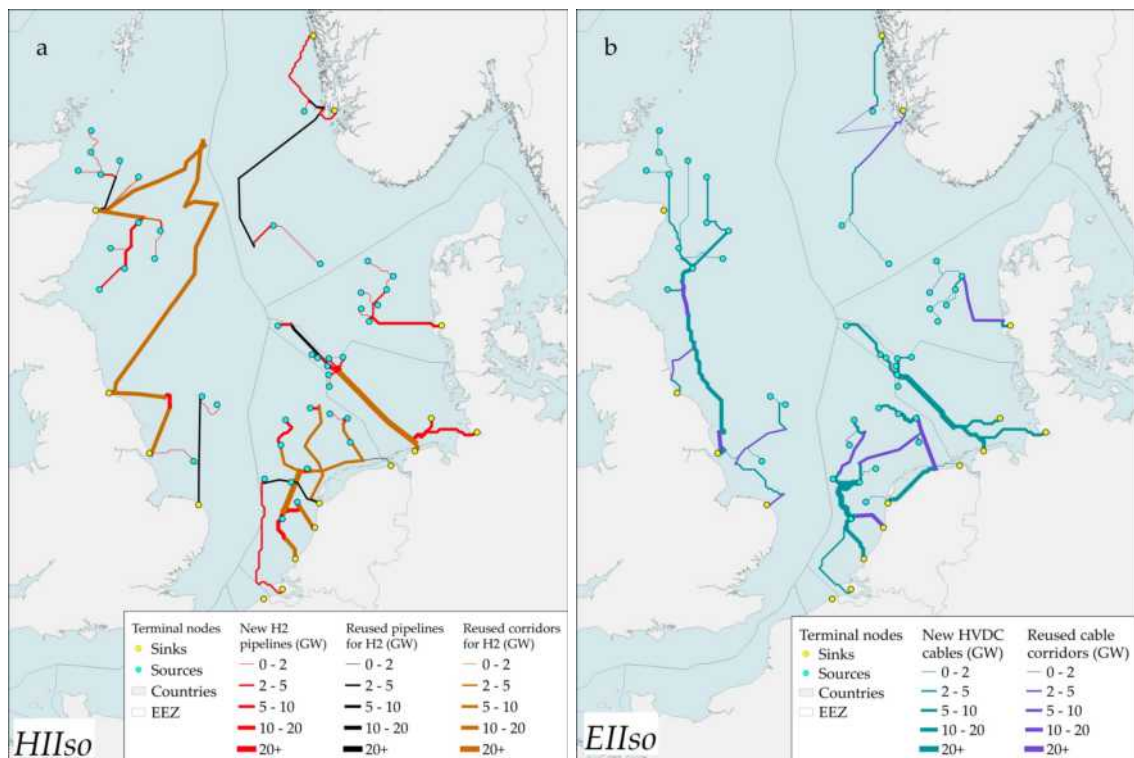 a
Terminal nodes
Sinks
Sources
Countries
EEZ
New H2
pipelines (GW)
0 - 2
2 - 5
5 - 10
10 - 20
20+
Reused pipelines
for H2 (GW)
0 - 2
2 - 5
5 - 10
10 - 20
20+
Reused corridors
for H2 (GW)
0 - 2
2 - 5
5 - 10
10 - 20
20+
HIIso
b
Terminal nodes
Sinks
Sources
Countries
EEZ
New HVDC
cables (GW)
0 - 2
2 - 5
5 - 10
10 - 20
20+
Reused cable
corridors (GW)
0 - 2
2 - 5
5 - 10
10 - 20
20+
EIIso